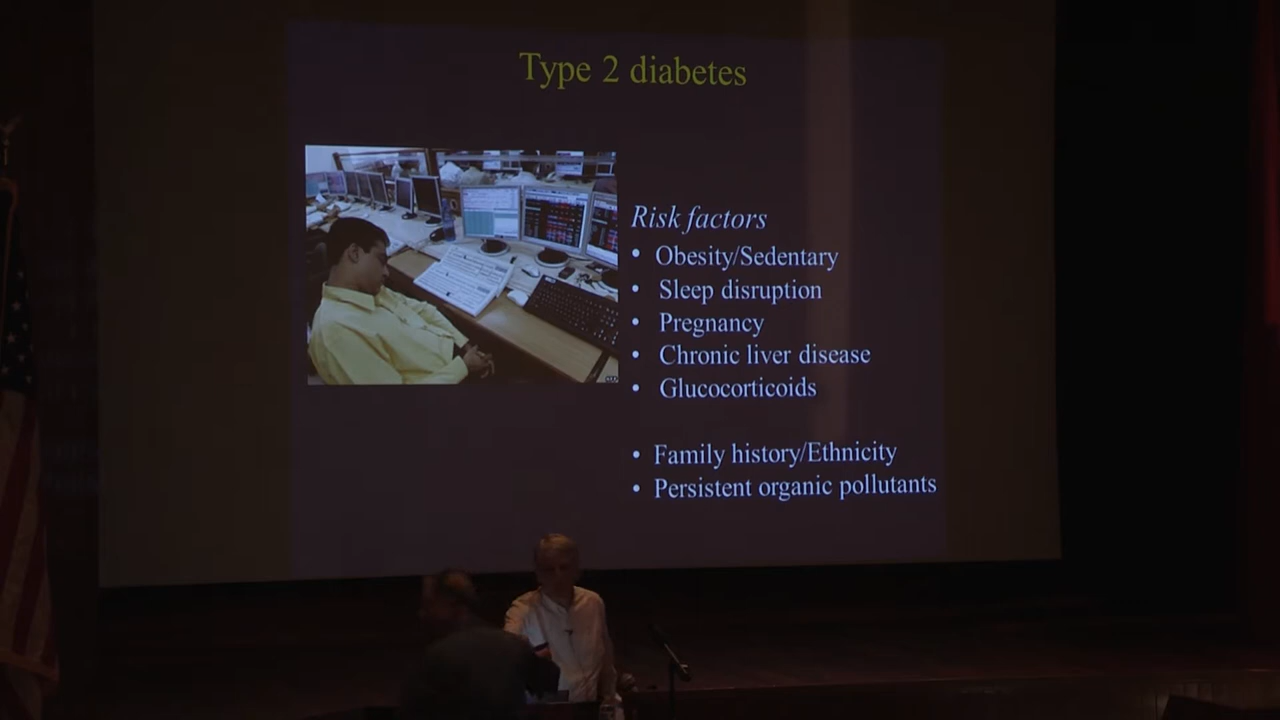 Type 2 diabetes
Risk factors
• Obesity/Sedentary
• Sleep disruption
• Pregnancy
• Chronic liver disease
• Glucocorticoids
• Family history/Ethnicity
• Persistent organic pollutants